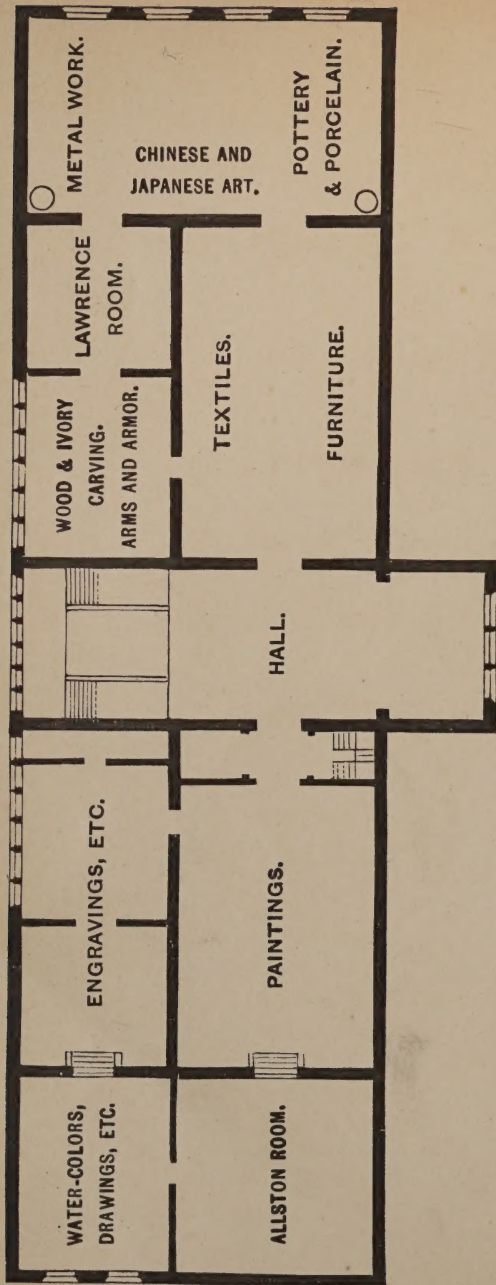 METAL WORK.
CHINESE AND
JAPANESE ART.
POTTERY
& PORCELAIN.
LAWRENCE
ROOM.
WOOD & IVORY
CARVING.
ARMS AND ARMOR.
TEXTILES.
FURNITURE.
HALL.
ENGRAVINGS, ETC.
PAINTINGS.
WATER-COLORS,
DRAWINGS, ETC.
ALLSTON ROOM.